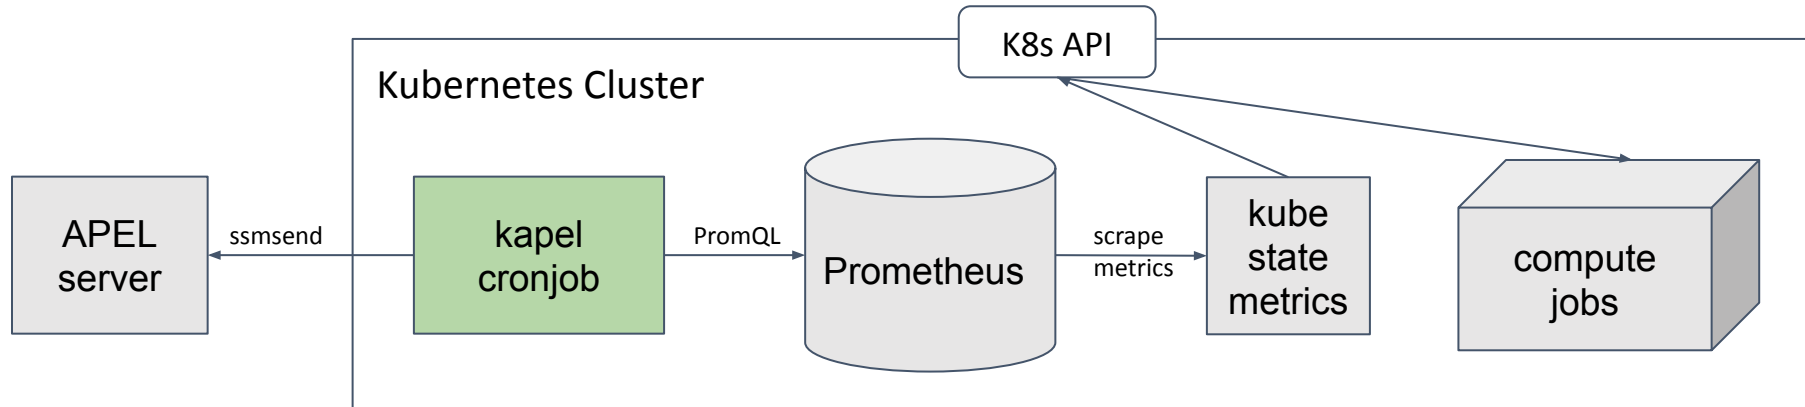 K8s API
Kubernetes Cluster
APEL
server
ssmsend
kapel
cronjob
PromQL
Prometheus
scrape
metrics
kube
state
metrics
compute
jobs